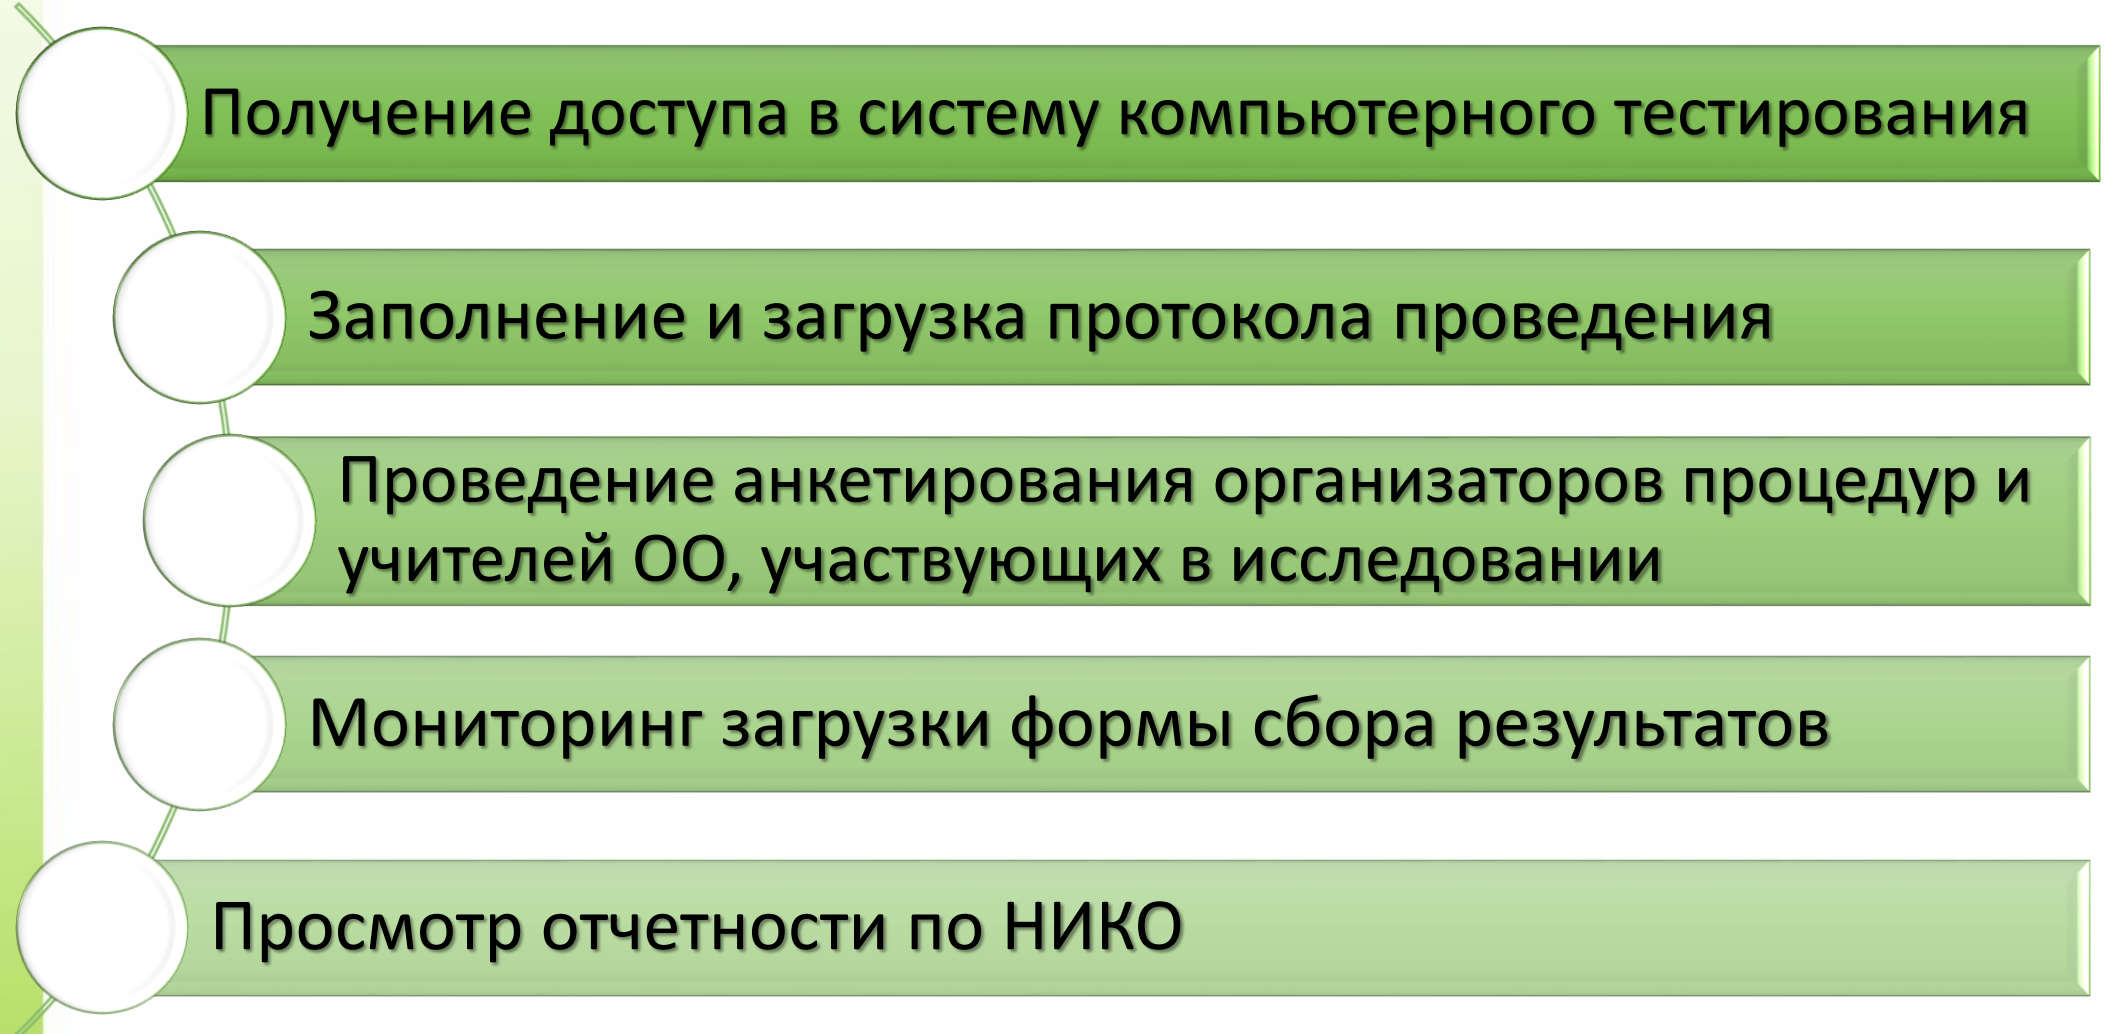 Получение доступа в систему компьютерного тестирования
Заполнение и загрузка протокола проведения
Проведение анкетирования организаторов процедур и
учителей ОО, участвующих в исследовании
Мониторинг загрузки формы сбора результатов
Просмотр отчетности по НИКО